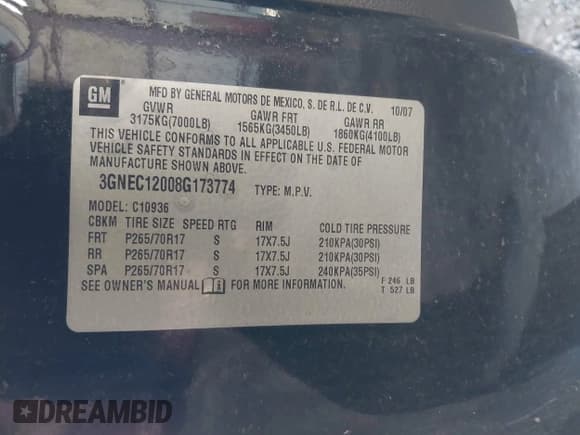 GM
MFD BY GENERAL MOTORS DE MEXICO, S. DE R.L. DE C.V. 10/07
GVWR GAWR FRT GAWR RR
3175KG(7000LB) 1565KG(3450LB) 1860KG(4100LB)
THIS VEHICLE CONFORMS TO ALL APPLICABLE U.S. FEDERAL MOTOR
VEHICLE SAFETY STANDARDS IN EFFECT ON THE DATE OF
MANUFACTURE SHOWN ABOVE.
3GNEC12008G173774 TYPE: M.P.V.
MODEL: C10936
CBKM TIRE SIZE SPEED RTG RIM COLD TIRE PRESSURE
FRT P265/70R17 S 17X7.5J 210KPA(30PSI)
RR P265/70R17 S 17X7.5J 210KPA(30PSI)
SPA P265/70R17 S 17X7.5J 240KPA(35PSI)
SEE OWNER'S MANUAL FOR MORE INFORMATION.
F 246 LB
T 527 LB
DREAMBID